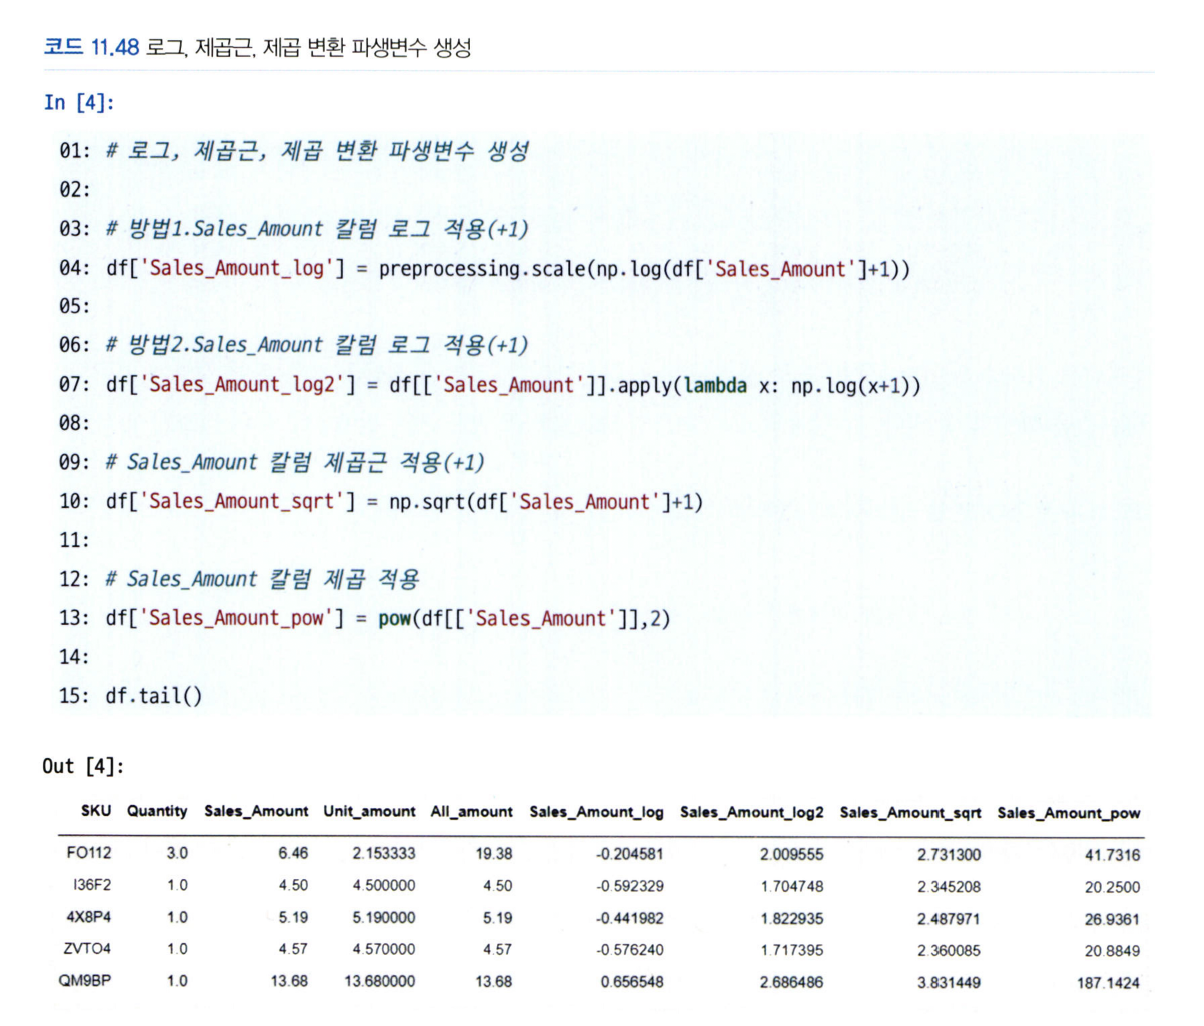 코드 11.48 로그, 제곱근, 제곱 변환 파생변수 생성
In [4]:
01: # 로그, 제곱근, 제곱 변환 파생변수 생성
02:
03: # 방법1.Sales_Amount 칼럼 로그 적용(+1)
04: df['Sales_Amount_log'] = preprocessing.scale(np.log(df['Sales_Amount']+1))
05:
06: # 방법2.Sales_Amount 칼럼 로그 적용(+1)
07: df['Sales_Amount_log2'] = df[['Sales_Amount']].apply(lambda x: np.log(x+1))
08:
09: # Sales_Amount 칼럼 제곱근 적용(+1)
10: df['Sales_Amount_sqrt'] = np.sqrt(df['Sales_Amount']+1)
11:
12: # Sales_Amount 칼럼 제곱 적용
13: df['Sales_Amount_pow'] = pow(df[['Sales_Amount']],2)
14:
15: df.tail()
Out [4]:
SKU Quantity Sales_Amount Unit_amount All_amount Sales_Amount_log Sales_Amount_log2 Sales_Amount_sqrt Sales_Amount_pow
FO112 3.0 6.46 2.153333 19.38 -0.204581 2.009555 2.731300 41.7316
I36F2 1.0 4.50 4.500000 4.50 -0.592329 1.704748 2.345208 20.2500
4X8P4 1.0 5.19 5.190000 5.19 -0.441982 1.822935 2.487971 26.9361
ZVTO4 1.0 4.57 4.570000 4.57 -0.576240 1.717395 2.360085 20.8849
QM9BP 1.0 13.68 13.680000 13.68 0.656548 2.686486 3.831449 187.1424